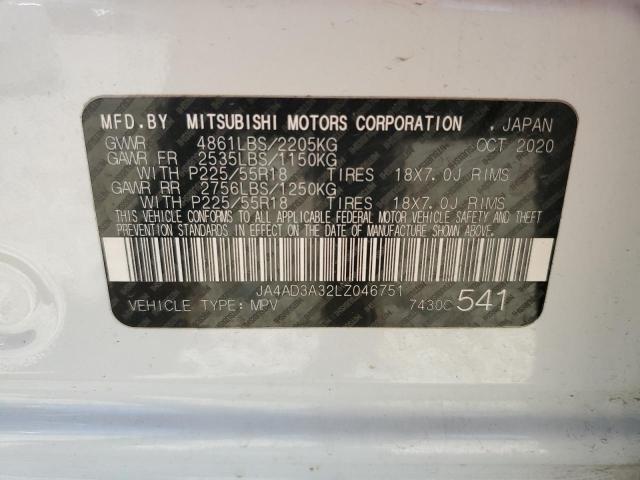 MFD.BY MITSUBISHI MOTORS CORPORATION . JAPAN
GVWR 4861LBS/2205KG OCT 2020
GAWR FR 2535LBS/1150KG
WITH P225/55R18 TIRES 18X7.0J RIMS
GAWR RR 2756LBS/1250KG
WITH P225/55R18 TIRES 18X7.0J RIMS
THIS VEHICLE CONFORMS TO ALL APPLICABLE FEDERAL MOTOR VEHICLE SAFETY AND THEFT
PREVENTION STANDARDS IN EFFECT ON THE DATE OF MANUFACTURE SHOWN ABOVE.
JA4AD3A32LZ046751
VEHICLE TYPE: MPV 7430C 541